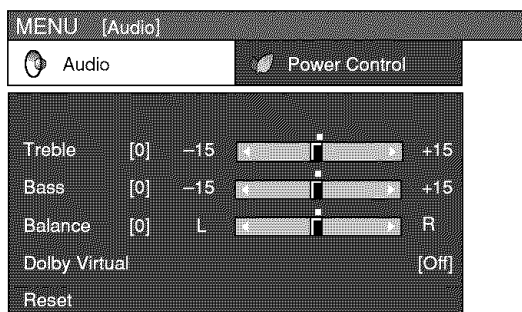 MENU [Audio]
Audio Power Control
Treble [0] –15 +15
Bass [0] –15 +15
Balance [0] L R
Dolby Virtual [Off]
Reset